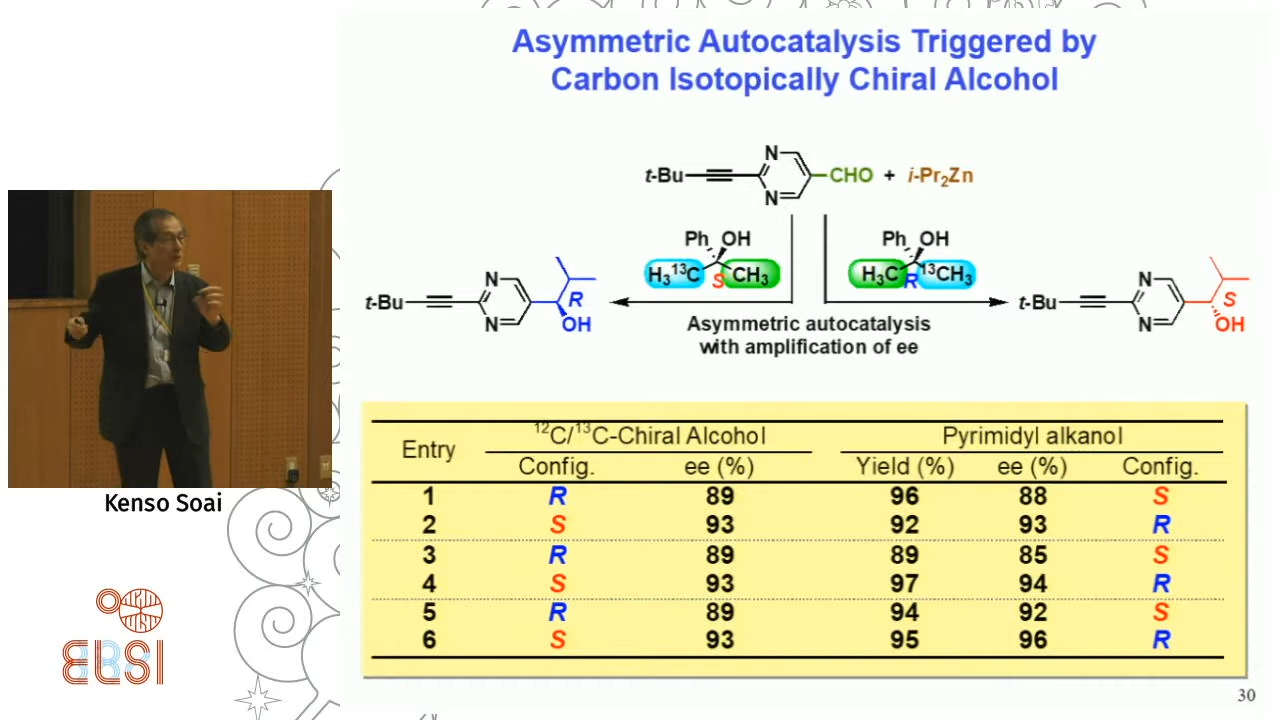 Asymmetric Autocatalysis Triggered by
Carbon Isotopically Chiral Alcohol
t-Bu N N CHO + i-Pr2Zn
Ph OH
H3¹³C S CH3
Ph OH
H3C R ¹³CH3
t-Bu N N R OH
t-Bu N N S OH
Asymmetric autocatalysis
with amplification of ee
Entry ¹²C/¹³C-Chiral Alcohol Pyrimidyl alkanol
Config. ee (%) Yield (%) ee (%) Config.
1 R 89 96 88 S
2 S 93 92 93 R
3 R 89 89 85 S
4 S 93 97 94 R
5 R 89 94 92 S
6 S 93 95 96 R
30
Kenso Soai
ELSI